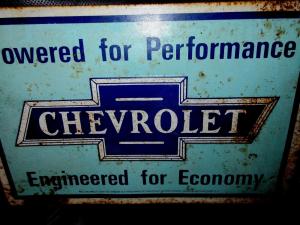 owered for Performance
CHEVROLET
Engineered for Economy